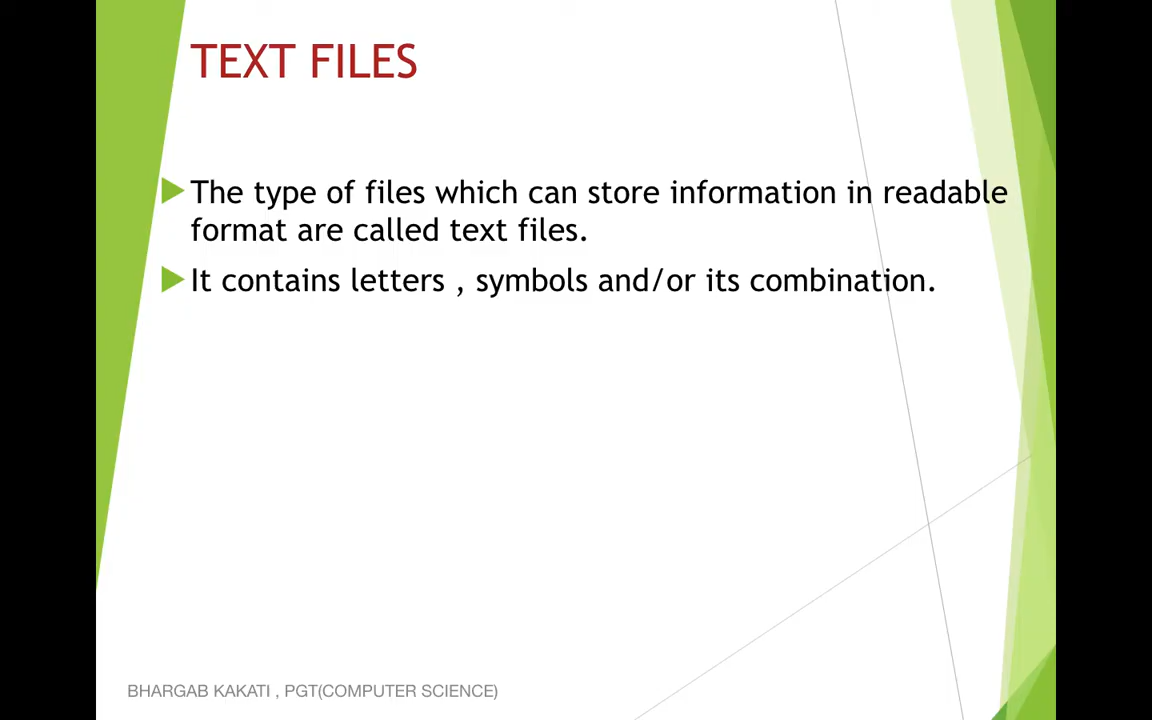 TEXT FILES
The type of files which can store information in readable
format are called text files.
It contains letters , symbols and/or its combination.
BHARGAB KAKATI , PGT(COMPUTER SCIENCE)